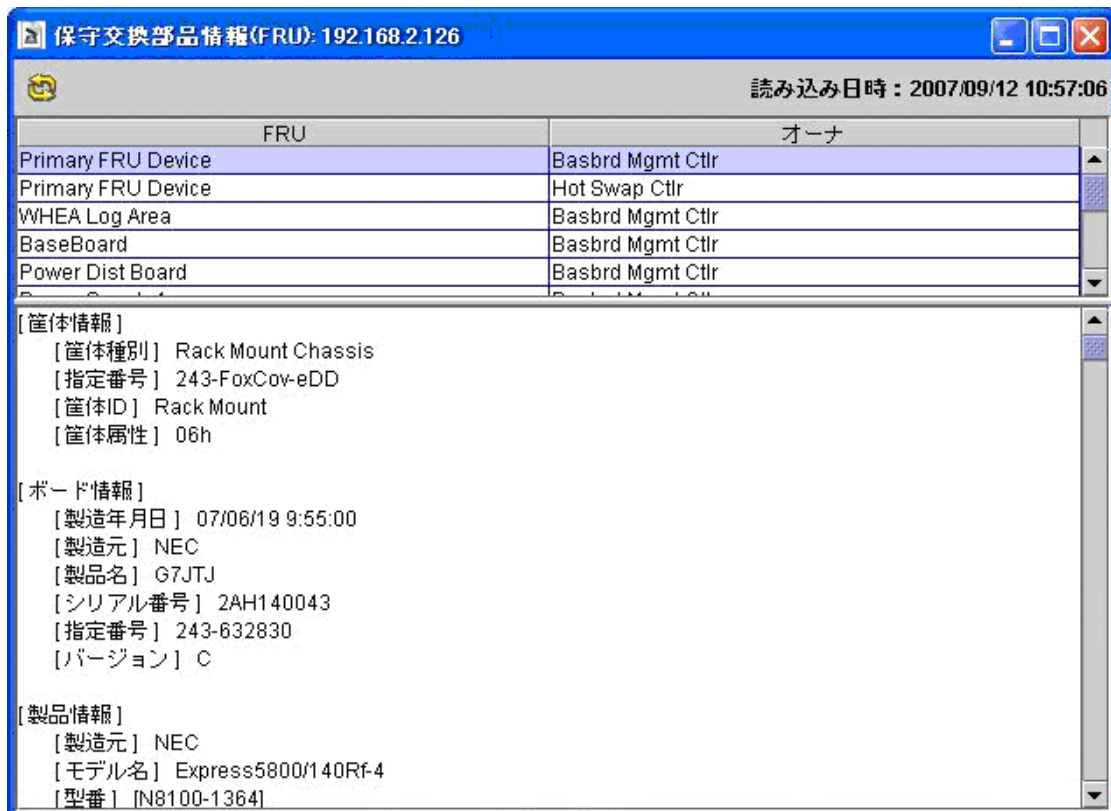 保守交換部品情報(FRU): 192.168.2.126
読み込み日時：2007/09/12 10:57:06
FRU オーナ
Primary FRU Device Basbrd Mgmt Ctlr
Primary FRU Device Hot Swap Ctlr
WHEA Log Area Basbrd Mgmt Ctlr
BaseBoard Basbrd Mgmt Ctlr
Power Dist Board Basbrd Mgmt Ctlr
[筐体情報]
[筐体種別] Rack Mount Chassis
[指定番号] 243-FoxCov-eDD
[筐体ID] Rack Mount
[筐体属性] 06h
[ボード情報]
[製造年月日] 07/06/19 9:55:00
[製造元] NEC
[製品名] G7JTJ
[シリアル番号] 2AH140043
[指定番号] 243-632830
[バージョン] C
[製品情報]
[製造元] NEC
[モデル名] Express5800/140Rf-4
[型番] [N8100-1364]